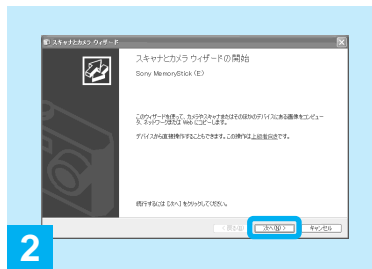 スキャナとカメラ ウィザード
スキャナとカメラ ウィザードの開始
Sony MemoryStick (E)
このウィザードを使って、カメラやスキャナまたはそのほかのデバイスにある画像をコンピュー
タ、ネットワークまたは Web にコピーします。
デバイスから直接操作することもできます。この操作は上級者向きです。
続行するには [次へ] をクリックしてください。
< 戻る(B) 次へ(N) > キャンセル
2